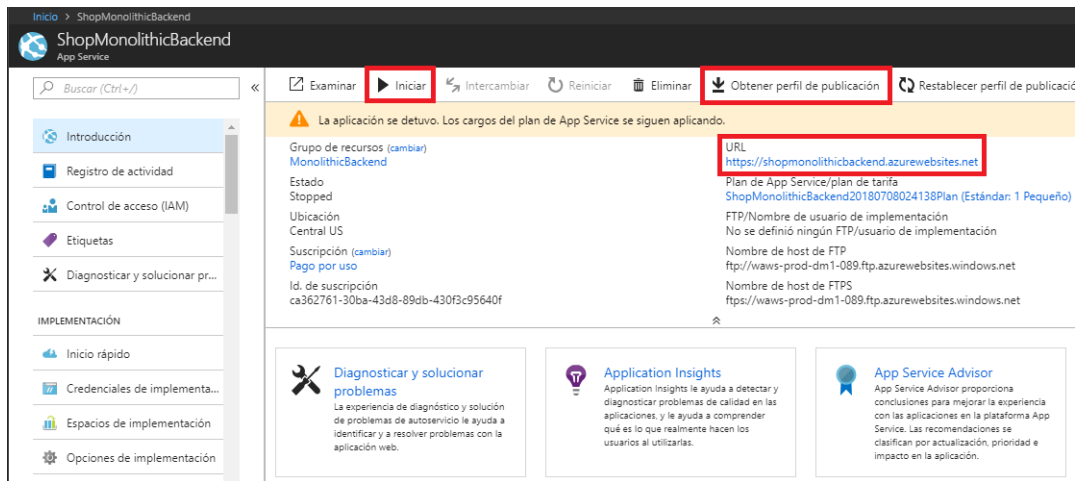 Inicio > ShopMonolithicBackend
ShopMonolithicBackend
App Service
Buscar (Ctrl+/)
«
Introducción
Registro de actividad
Control de acceso (IAM)
Etiquetas
Diagnosticar y solucionar pr...
IMPLEMENTACIÓN
Inicio rápido
Credenciales de implementa...
Espacios de implementación
Opciones de implementación
Examinar Iniciar Intercambiar Reiniciar Eliminar Obtener perfil de publicación Restablecer perfil de publicació
La aplicación se detuvo. Los cargos del plan de App Service se siguen aplicando.
Grupo de recursos (cambiar)
MonolithicBackend
Estado
Stopped
Ubicación
Central US
Suscripción (cambiar)
Pago por uso
Id. de suscripción
ca362761-30ba-43d8-89db-430f3c95640f
URL
https://shopmonolithicbackend.azurewebsites.net
Plan de App Service/plan de tarifa
ShopMonolithicBackend20180708024138Plan (Estándar: 1 Pequeño)
FTP/Nombre de usuario de implementación
No se definió ningún FTP/usuario de implementación
Nombre de host de FTP
ftp://waws-prod-dm1-089.ftp.azurewebsites.windows.net
Nombre de host de FTPS
ftps://waws-prod-dm1-089.ftp.azurewebsites.windows.net
Diagnosticar y solucionar
problemas
La experiencia de diagnóstico y solución
de problemas de autoservicio le ayuda a
identificar y a resolver problemas con la
aplicación web.
Application Insights
Application Insights le ayuda a detectar y
diagnosticar problemas de calidad en las
aplicaciones, y le ayuda a comprender
qué es lo que realmente hacen los
usuarios al utilizarlas.
App Service Advisor
App Service Advisor proporciona
conclusiones para mejorar la experiencia
con las aplicaciones en la plataforma App
Service. Las recomendaciones se
clasifican por actualización, prioridad e
impacto en la aplicación.